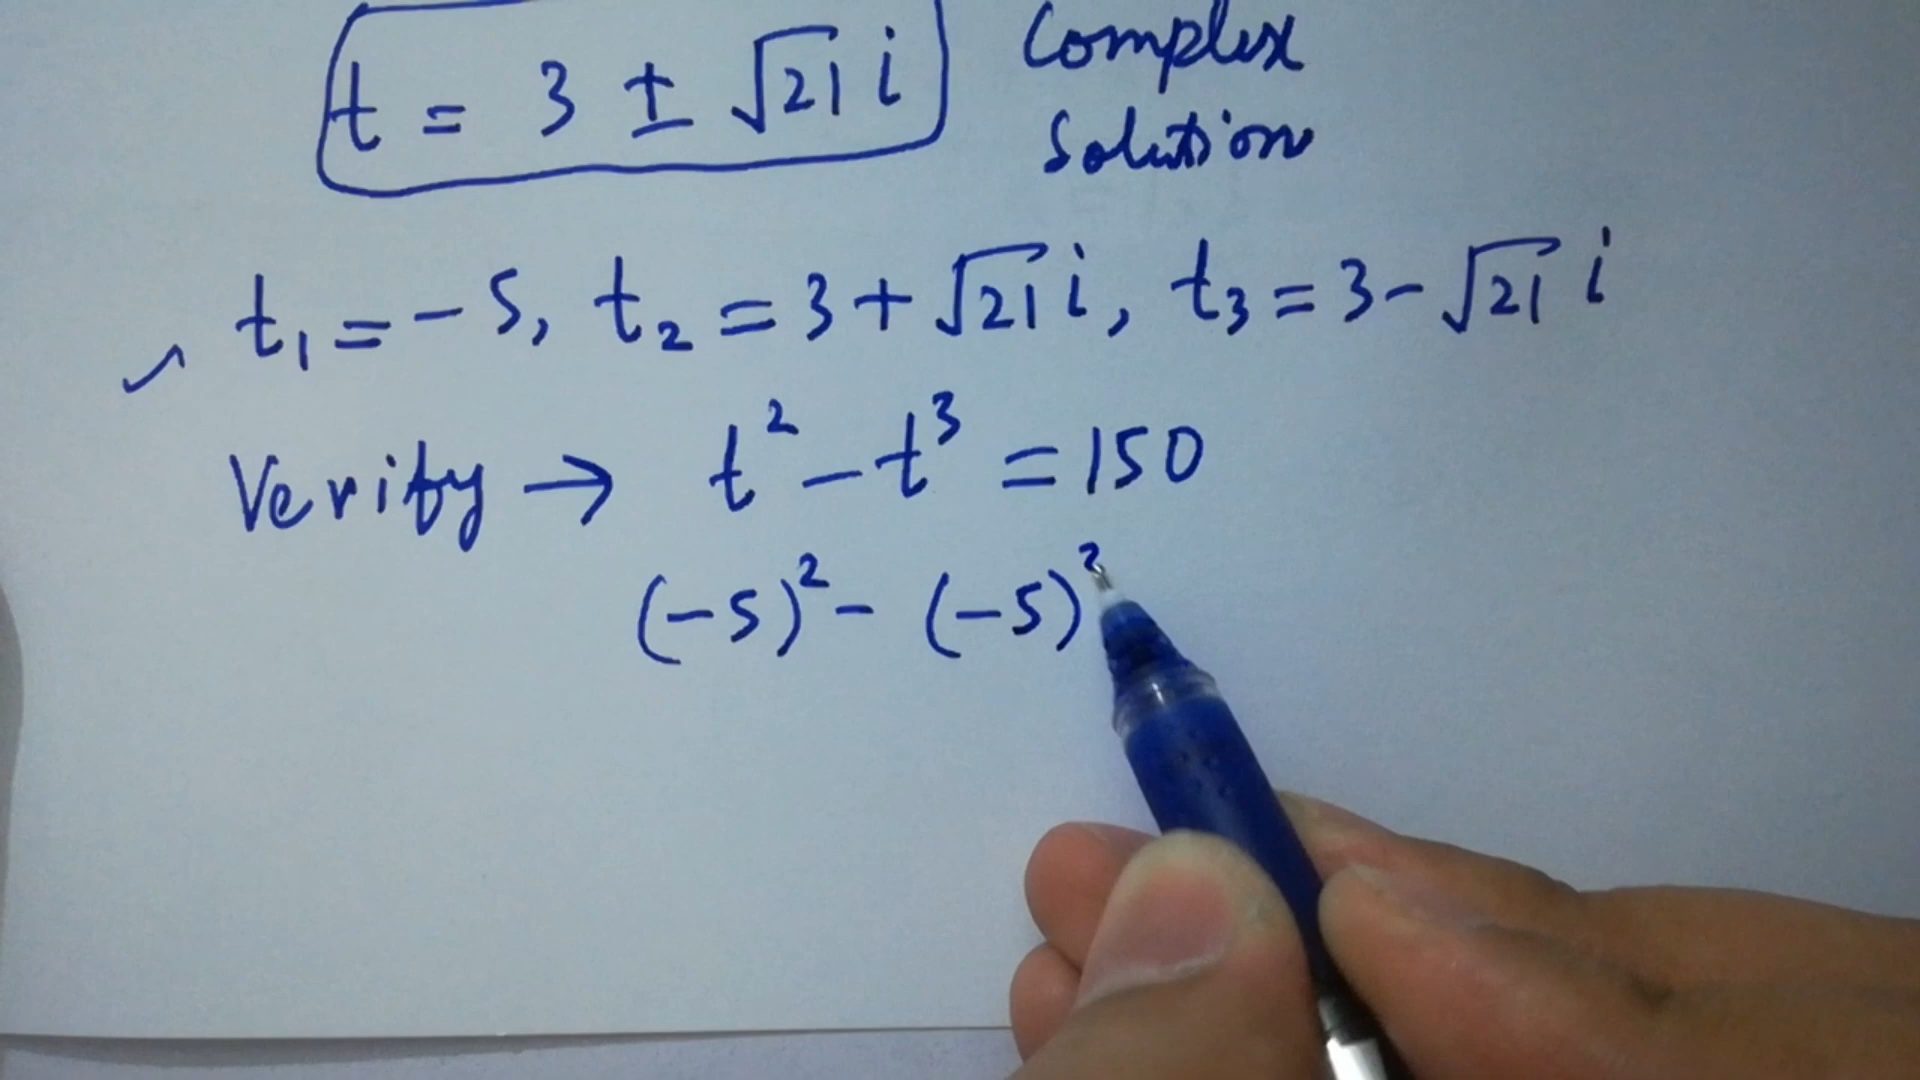 t = 3 ± √21 i Complex
Solution
t₁ = -5, t₂ = 3 + √21 i, t₃ = 3 - √21 i
Verify → t² - t³ = 150
(-5)² - (-5)